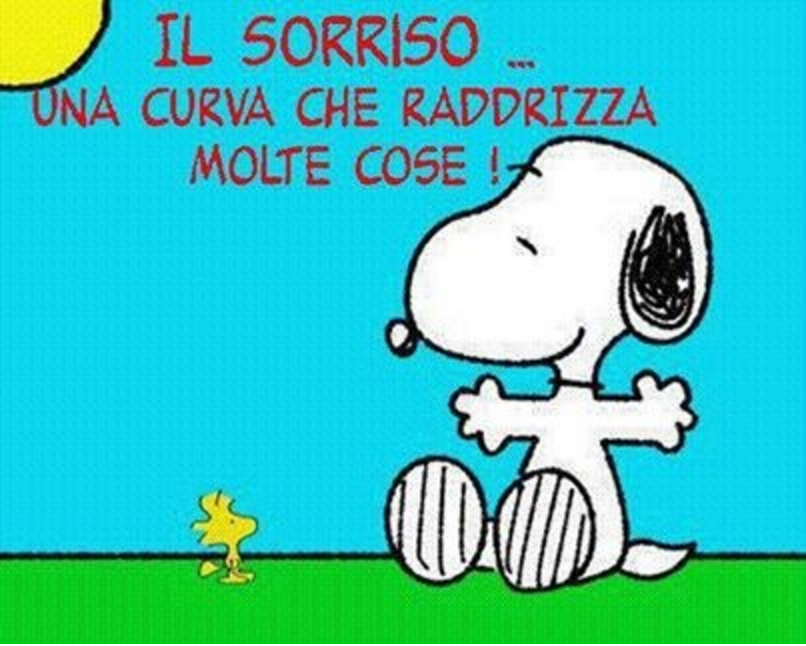 IL SORRISO ...
UNA CURVA CHE RADDRIZZA
MOLTE COSE !